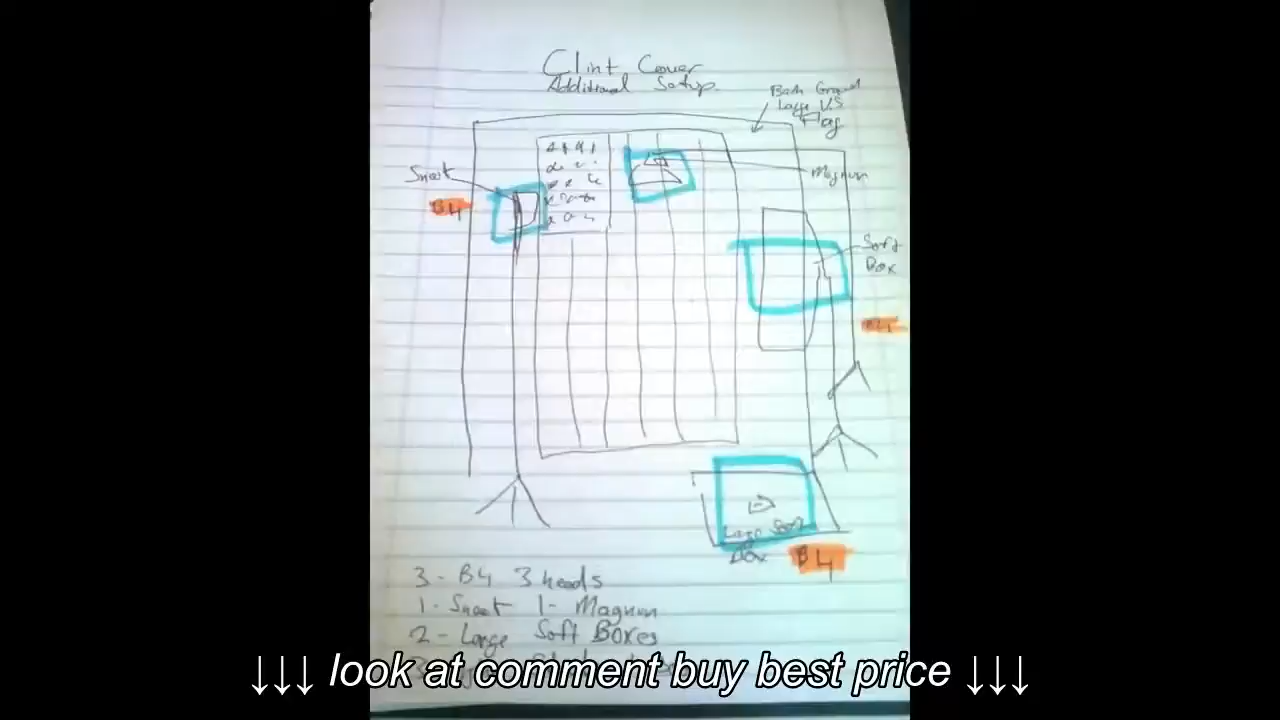 Clint Cover
Additional Setup.
Back Ground
Large U.S
Flag
Snoot
Magnum
B4
Soft
Box
B4
Large Soft
Box
B4
3 - B4 3 heads
1 - Snoot 1 - Magnum
2 - Large Soft Boxes
↓↓↓ look at comment buy best price ↓↓↓